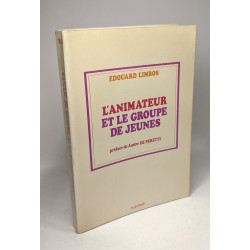 EDOUARD LIMBOS
L'ANIMATEUR
ET LE GROUPE
DE JEUNES
préface de André DE PERETTI